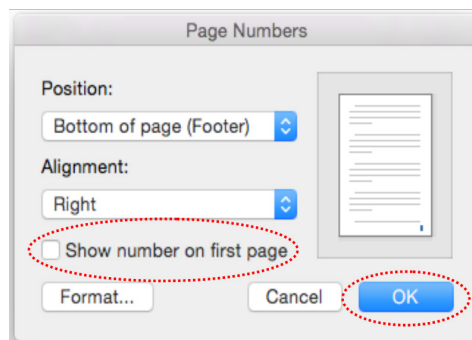 Page Numbers
Position:
Bottom of page (Footer)
Alignment:
Right
Show number on first page
Format... Cancel OK